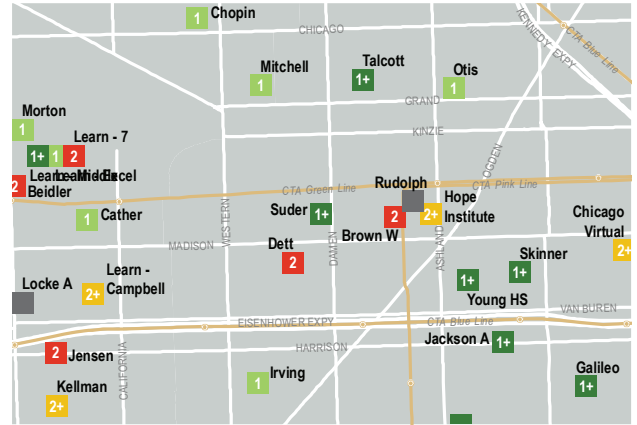 Chopin
1
CHICAGO
KENNEDY EXPY
CTA Blue Line
Mitchell
1
Talcott
1+
Otis
1
GRAND
Morton
1
KINZIE
Learn - 7
1+
1
2
OGDEN
Excel
2
Beidler
CTA Green Line
Rudolph
CTA Pink Line
Cather
1
WESTERN
Suder
1+
DAMEN
2
Brown W
2+
Hope
Institute
ASHLAND
Chicago
Virtual
2+
MADISON
Dett
2
Skinner
1+
Locke A
Learn -
Campbell
2+
1+
Young HS
VAN BUREN
EISENHOWER EXPY
CTA Blue Line
HARRISON
Jackson A
1+
2
Jensen
CALIFORNIA
Irving
1
Galileo
1+
Kellman
2+